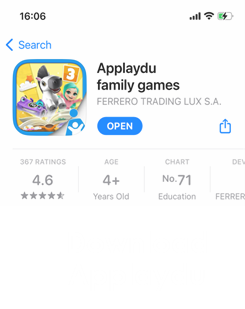 16:06
Search
3
Applaydu
family games
FERRERO TRADING LUX S.A.
OPEN
367 RATINGS
AGE
CHART
DEV
4.6
4+
No.71
Years Old
Education
FERRER